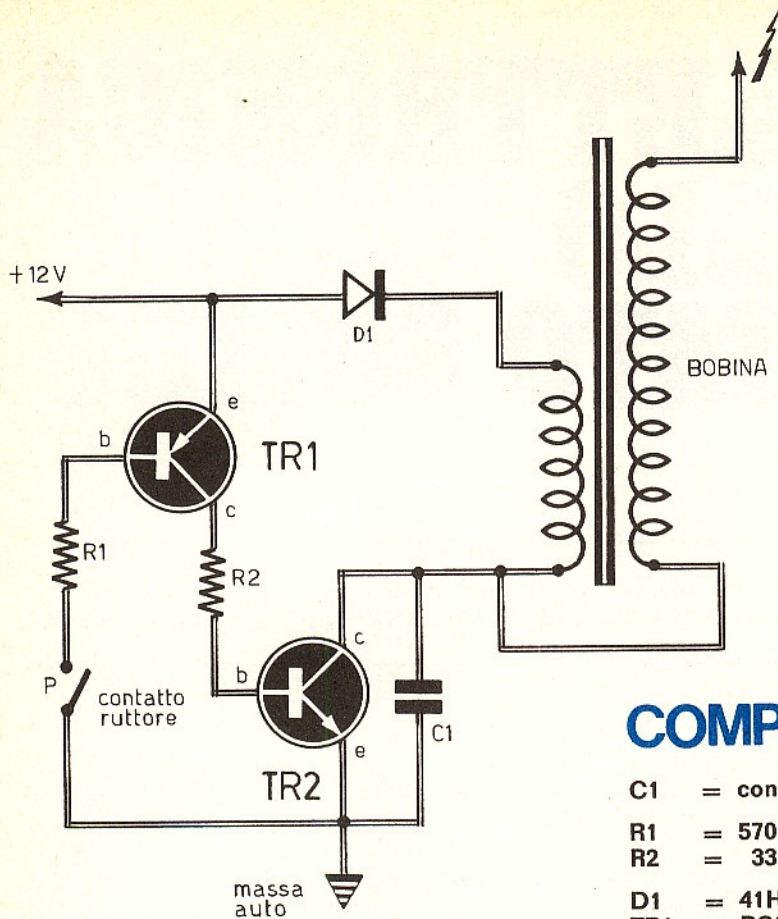 +12V
D1
BOBINA
e
b
TR1
c
R1
R2
c
b
P
contatto
ruttore
C1
e
TR2
massa
auto
COMP
C1 = con
R1 = 570
R2 = 33
D1 = 41H